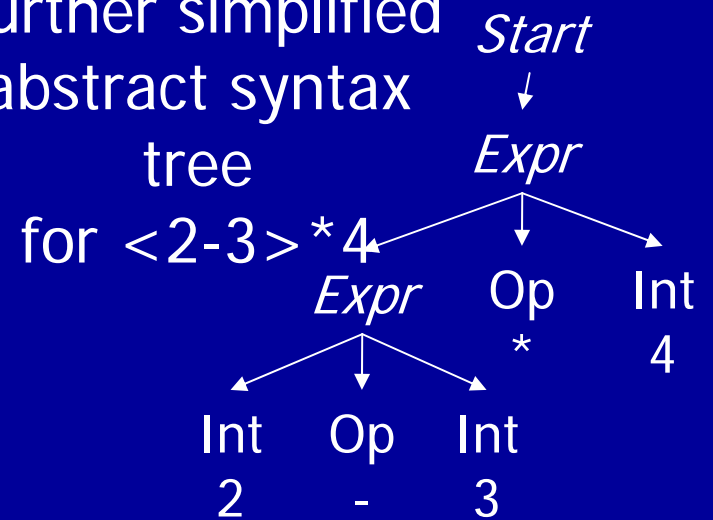 urther simplified
abstract syntax
tree
for <2-3>*4
Start
Expr
Expr Op Int
* 4
Int Op Int
2 - 3